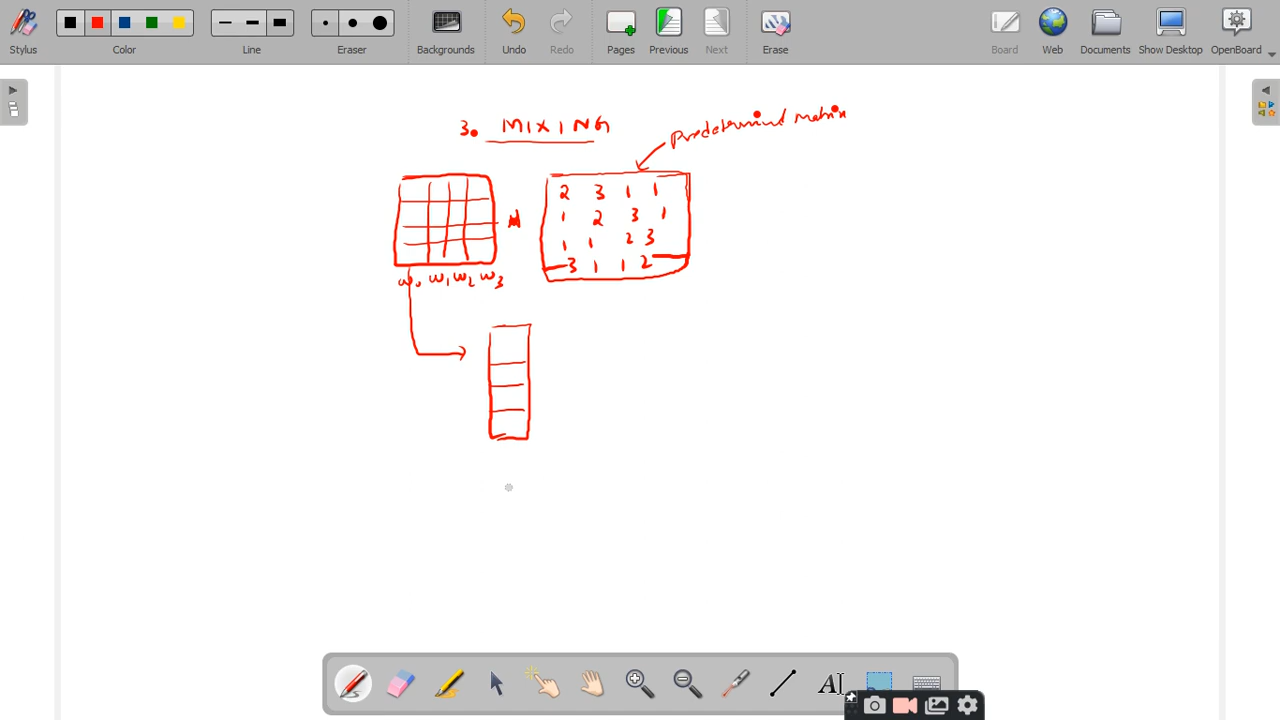 Stylus
Color
Line
Eraser
Backgrounds
Undo
Redo
Pages
Previous
Next
Erase
Board
Web
Documents
Show Desktop
OpenBoard
3. MIXING
matrix
2 3 1 1
1 2 3 1
1 1 2 3
3 1 1 2
w0 w1 w2 w3
AI